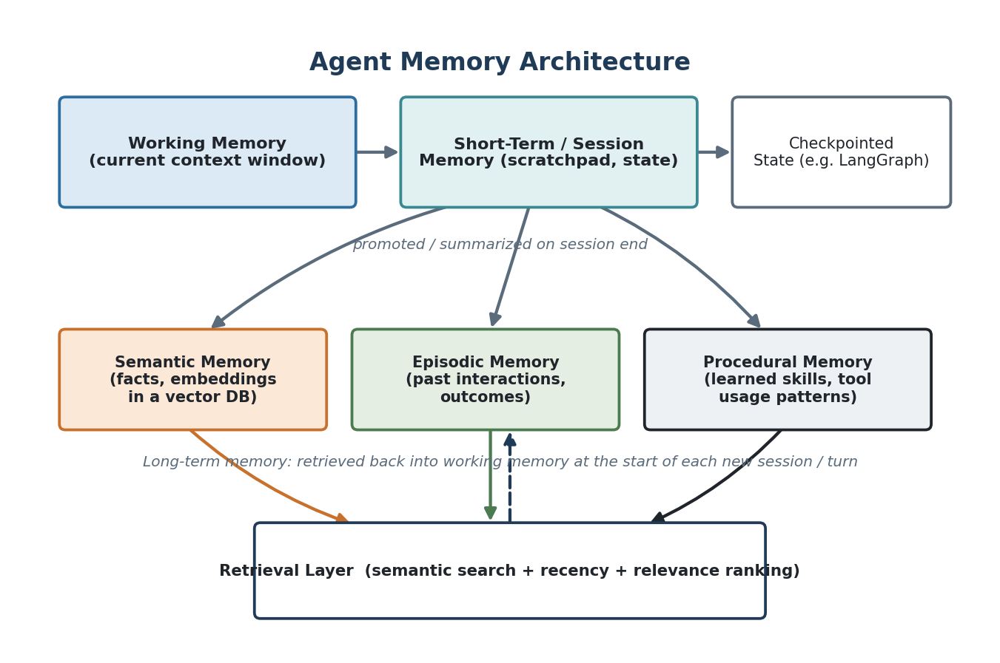 Agent Memory Architecture
Working Memory
(current context window)
Short-Term / Session
Memory (scratchpad, state)
Checkpointed
State (e.g. LangGraph)
promoted / summarized on session end
Semantic Memory
(facts, embeddings
in a vector DB)
Episodic Memory
(past interactions,
outcomes)
Procedural Memory
(learned skills, tool
usage patterns)
Long-term memory: retrieved back into working memory at the start of each new session / turn
Retrieval Layer  (semantic search + recency + relevance ranking)